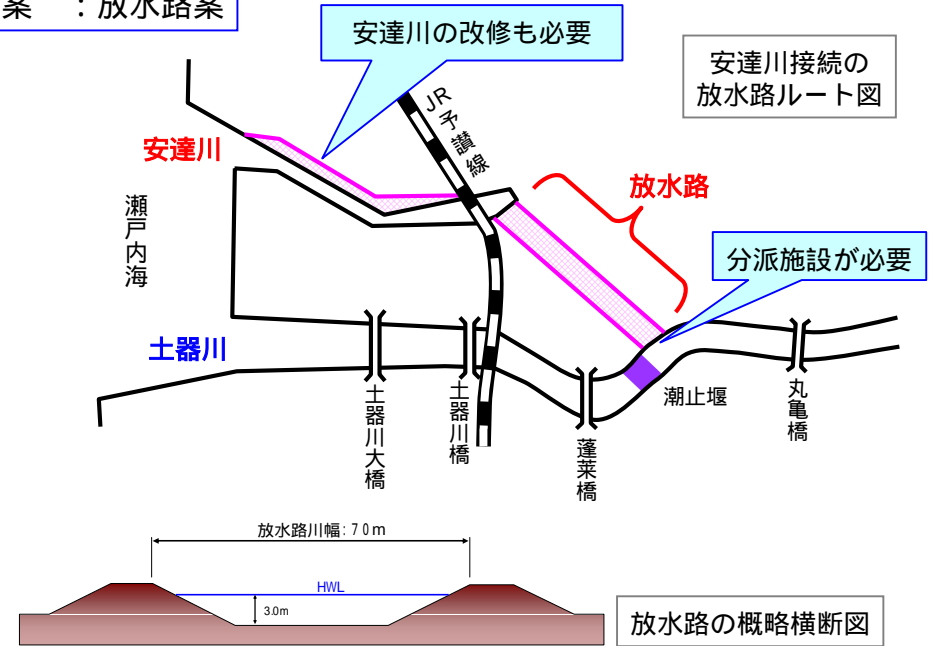 案 ：放水路案
安達川の改修も必要
安達川接続の
放水路ルート図
JR予讃線
安達川
放水路
瀬戸内海
分派施設が必要
土器川
潮止堰
土器川大橋
土器川橋
蓬莱橋
丸亀橋
放水路川幅：70m
HWL
3.0m
放水路の概略横断図